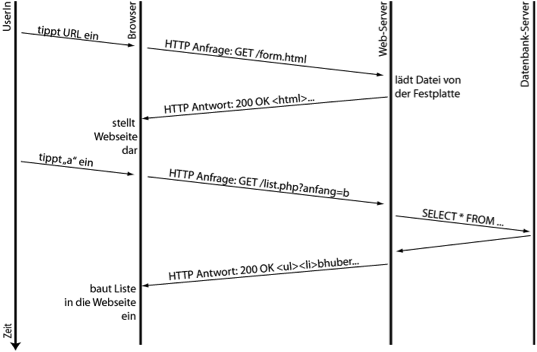 UserIn
Browser
Web-Server
Datenbank-Server
tippt URL ein
HTTP Anfrage: GET /form.html
lädt Datei von
der Festplatte
HTTP Antwort: 200 OK <html>...
stellt
Webseite
dar
tippt „a“ ein
HTTP Anfrage: GET /list.php?anfang=b
SELECT * FROM ...
HTTP Antwort: 200 OK <ul><li>bhuber...
baut Liste
in die Webseite
ein
Zeit